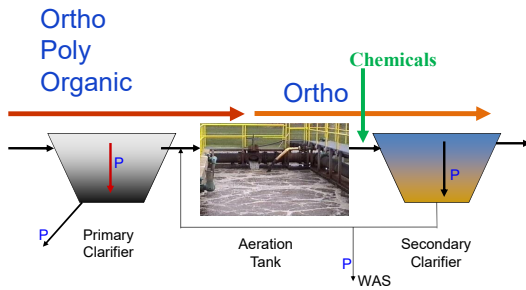 Ortho
Poly
Organic
Ortho
Chemicals
P
P
P
Primary
Clarifier
Aeration
Tank
Secondary
Clarifier
P
WAS